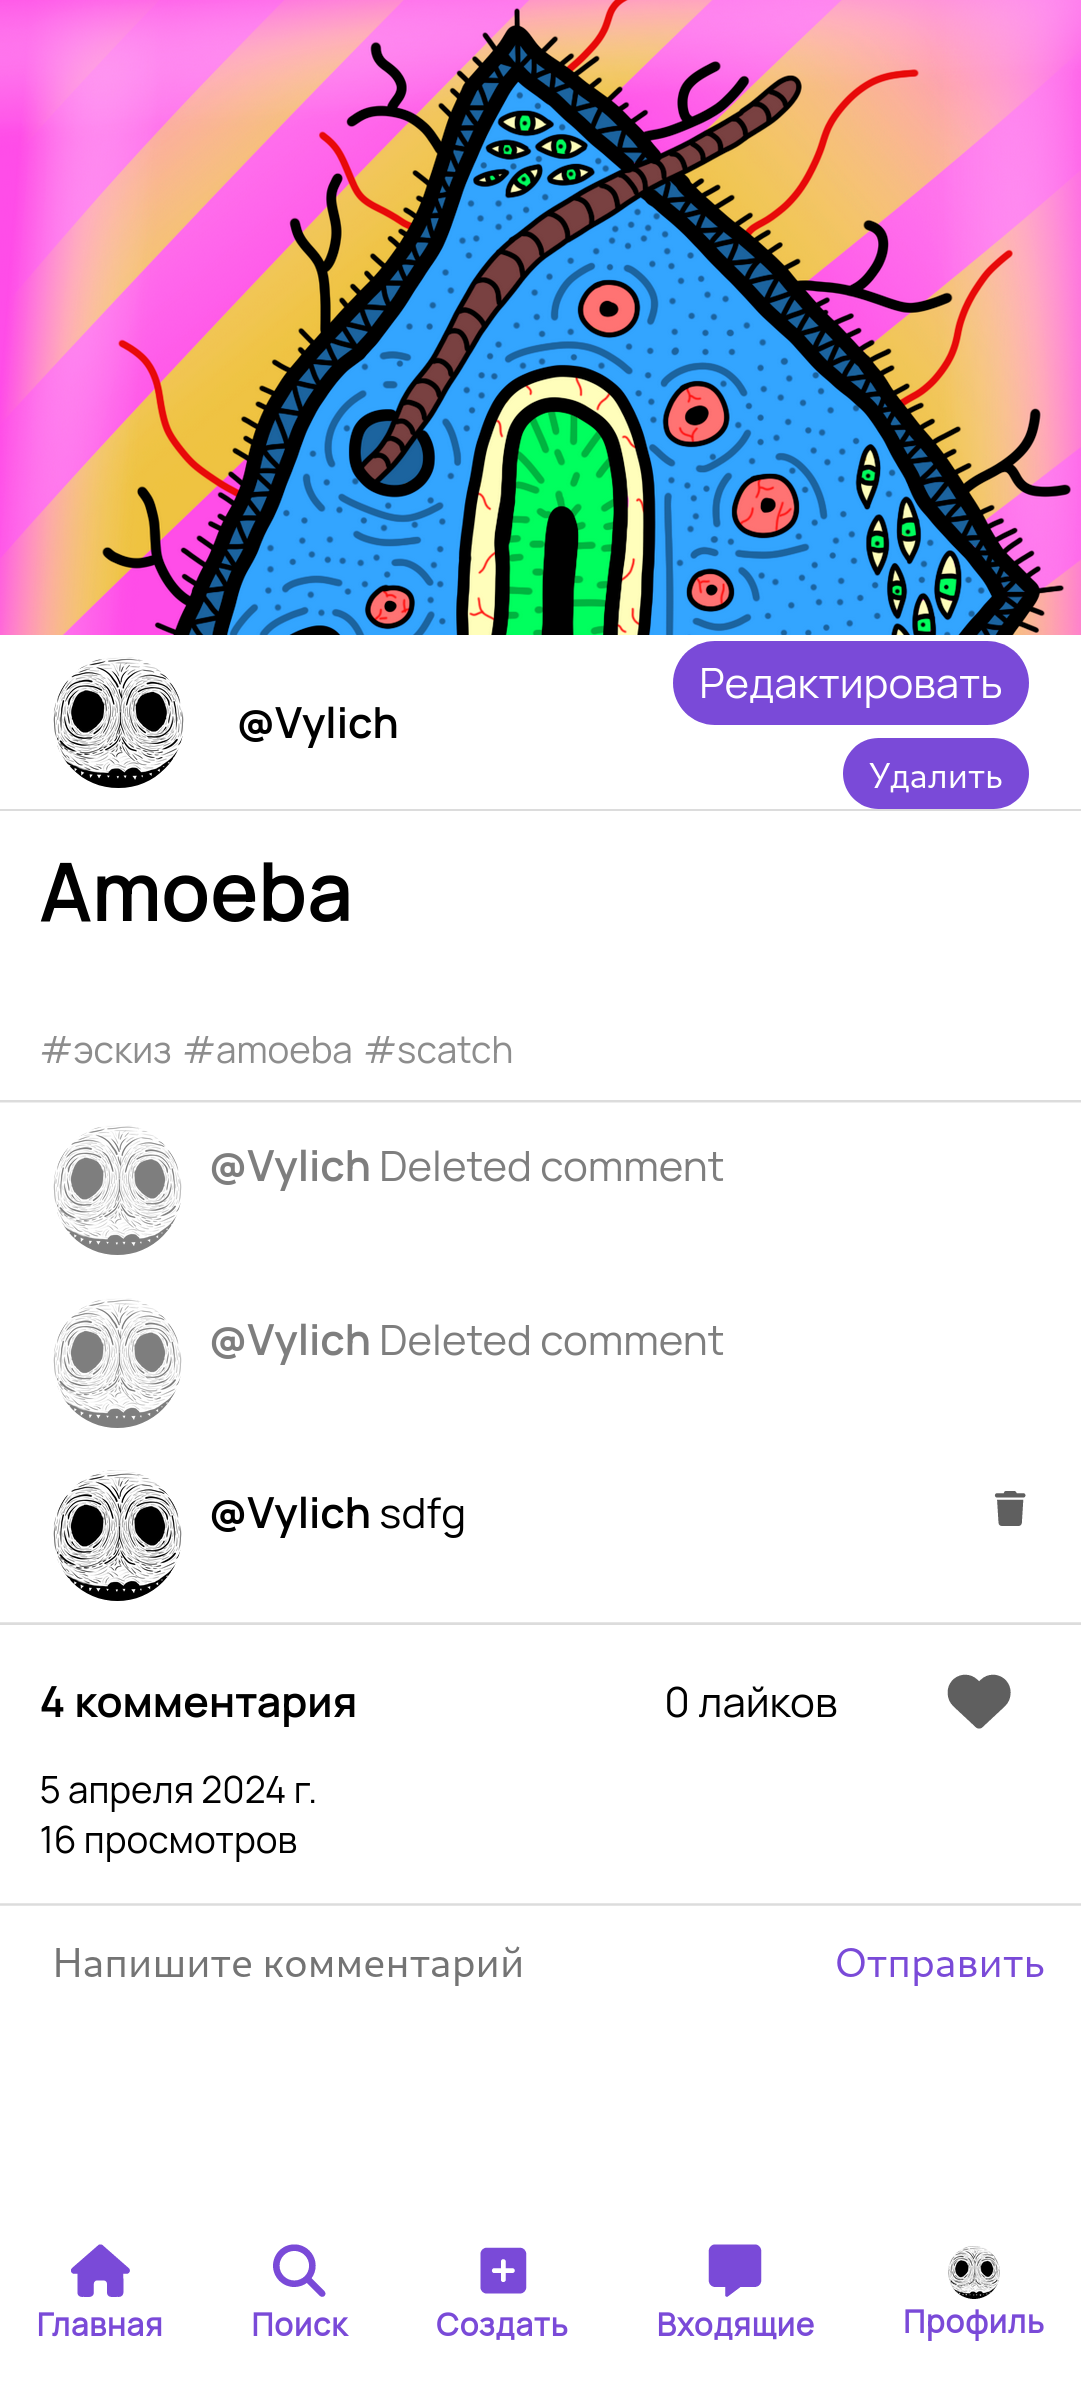 @Vylich
Редактировать
Удалить
Amoeba
#эскиз #amoeba #scatch
@Vylich Deleted comment
@Vylich Deleted comment
@Vylich sdfg
4 комментария
0 лайков
5 апреля 2024 г.
16 просмотров
Напишите комментарий
Отправить
Главная
Поиск
Создать
Входящие
Профиль